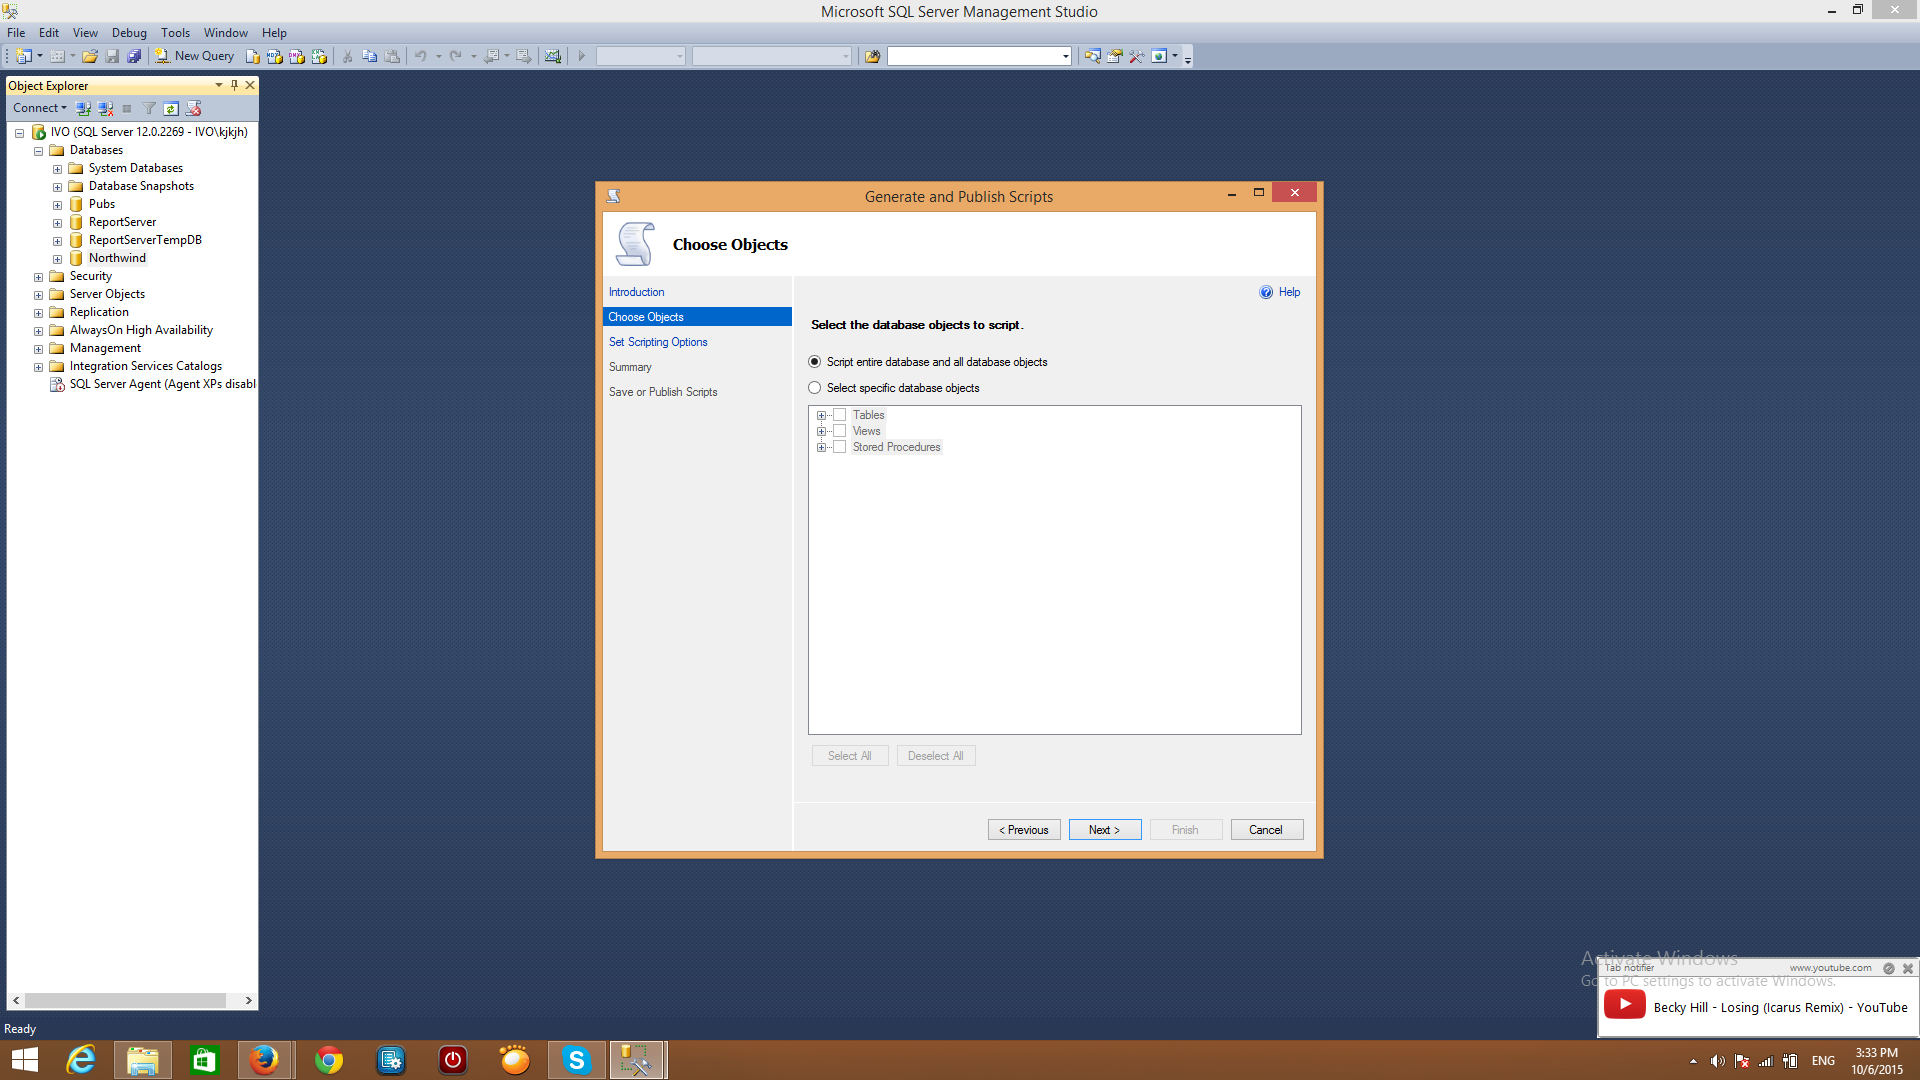 Microsoft SQL Server Management Studio
File Edit View Debug Tools Window Help
New Query
Object Explorer
Connect
IVO (SQL Server 12.0.2269 - IVO\kjkjh)
Databases
System Databases
Database Snapshots
Pubs
ReportServer
ReportServerTempDB
Northwind
Security
Server Objects
Replication
AlwaysOn High Availability
Management
Integration Services Catalogs
SQL Server Agent (Agent XPs disabl
Generate and Publish Scripts
Choose Objects
Introduction
Choose Objects
Set Scripting Options
Summary
Save or Publish Scripts
Help
Select the database objects to script.
Script entire database and all database objects
Select specific database objects
Tables
Views
Stored Procedures
Select All Deselect All
< Previous Next > Finish Cancel
Activate Windows
Go to PC settings to activate Windows.
Tab notifier www.youtube.com
Becky Hill - Losing (Icarus Remix) - YouTube
Ready
ENG
3:33 PM
10/6/2015